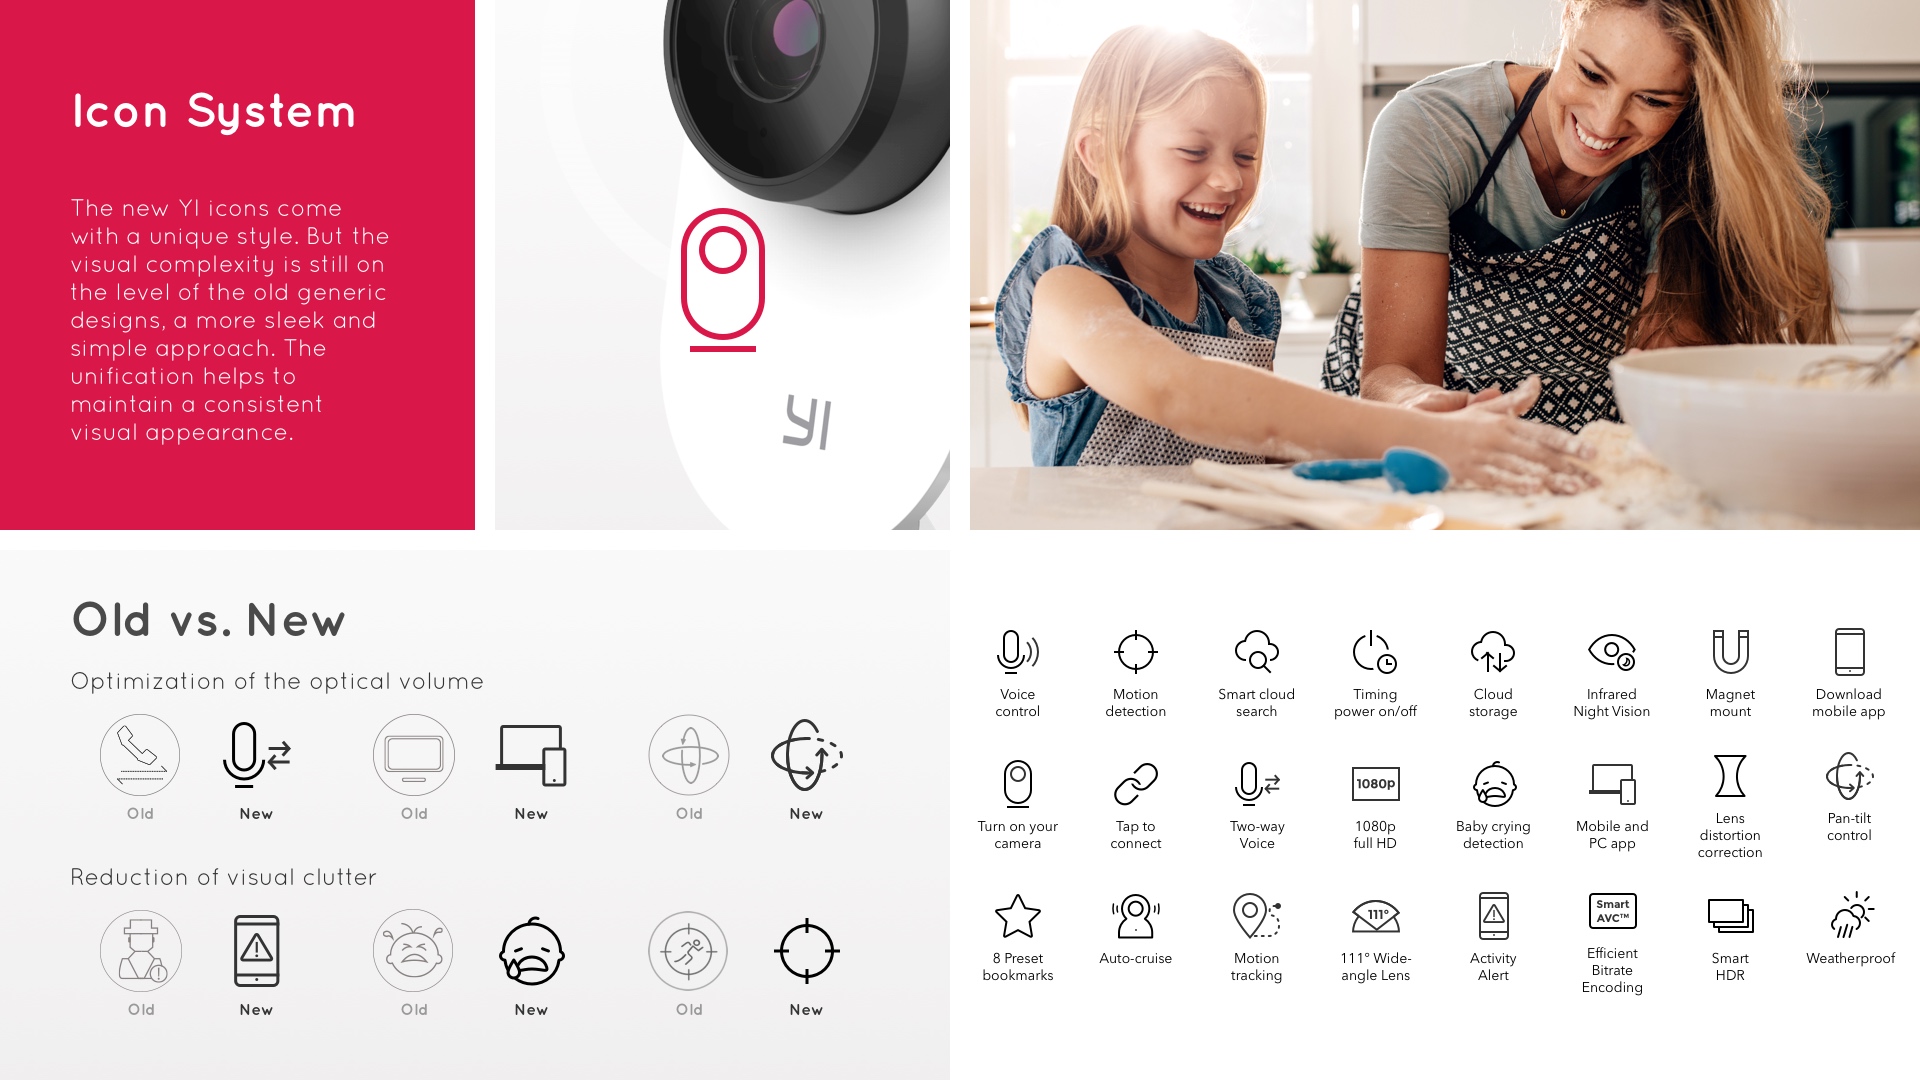 Icon System
The new YI icons come
with a unique style. But the
visual complexity is still on
the level of the old generic
designs, a more sleek and
simple approach. The
unification helps to
maintain a consistent
visual appearance.
YI
Old vs. New
Optimization of the optical volume
Old
New
Old
New
Old
New
Reduction of visual clutter
Old
New
Old
New
Old
New
Voice
control
Motion
detection
Smart cloud
search
Timing
power on/off
Cloud
storage
Infrared
Night Vision
Magnet
mount
Download
mobile app
Turn on your
camera
Tap to
connect
Two-way
Voice
1080p
1080p
full HD
Baby crying
detection
Mobile and
PC app
Lens
distortion
correction
Pan-tilt
control
8 Preset
bookmarks
Auto-cruise
Motion
tracking
111°
111° Wide-
angle Lens
Activity
Alert
Smart
AVC™
Efficient
Bitrate
Encoding
Smart
HDR
Weatherproof